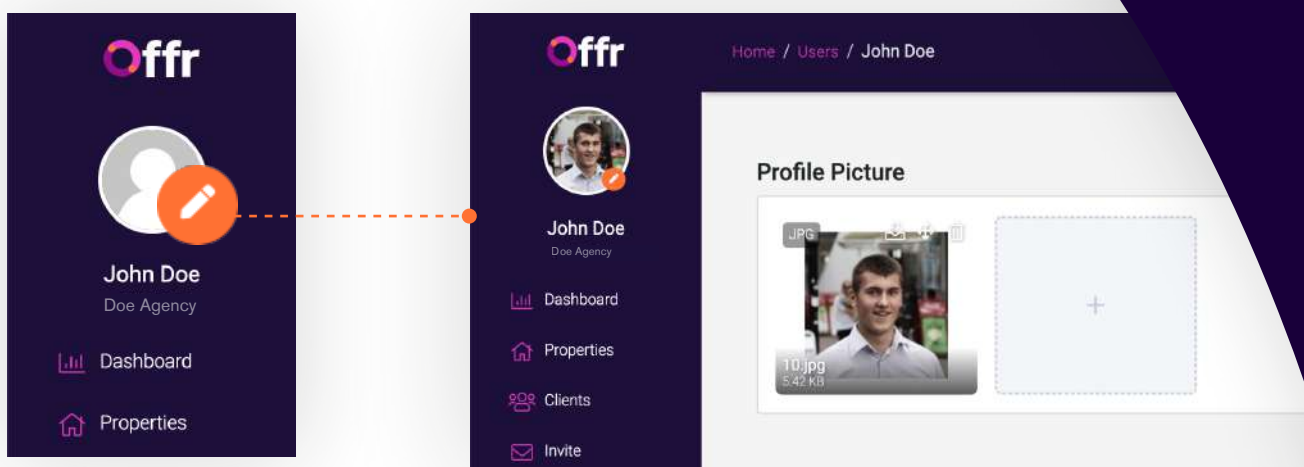 Offr
John Doe
Doe Agency
Dashboard
Properties
Offr
John Doe
Doe Agency
Dashboard
Properties
Clients
Invite
Home / Users / John Doe
Profile Picture
JPG
10.jpg
5.42 KB
+